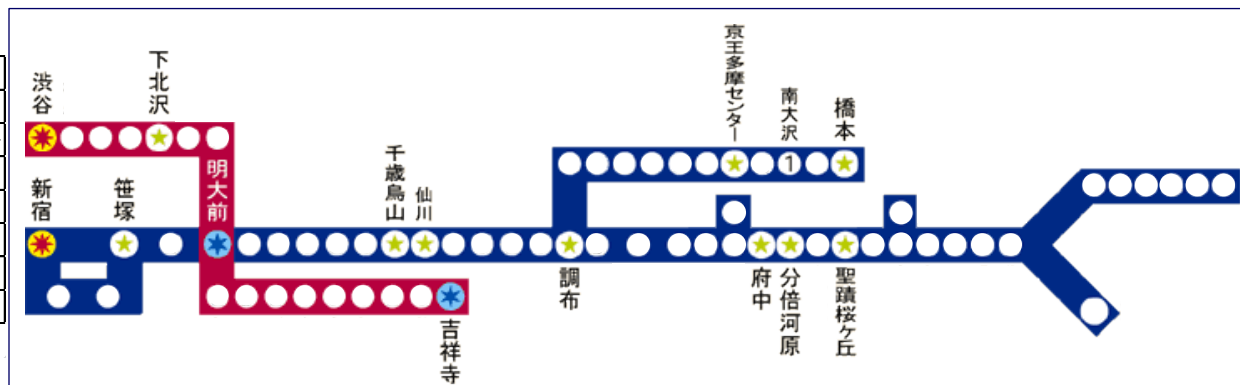 渋谷
下北沢
京王多摩センター
南大沢
橋本
1
新宿
笹塚
明大前
千歳烏山
仙川
調布
府中
分倍河原
聖蹟桜ヶ丘
吉祥寺